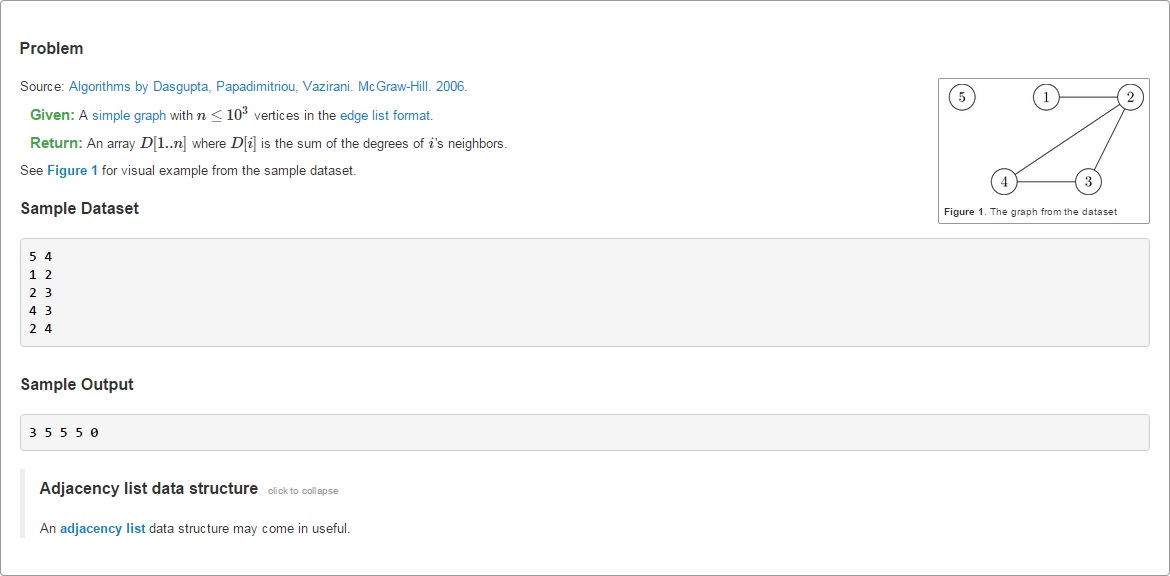 Problem
Source: Algorithms by Dasgupta, Papadimitriou, Vazirani. McGraw-Hill. 2006.
Given: A simple graph with n ≤ 10³ vertices in the edge list format.
Return: An array D[1..n] where D[i] is the sum of the degrees of i's neighbors.
See Figure 1 for visual example from the sample dataset.
5 1 2
4 3
Figure 1. The graph from the dataset
Sample Dataset
5 4
1 2
2 3
4 3
2 4
Sample Output
3 5 5 5 0
Adjacency list data structure click to collapse
An adjacency list data structure may come in useful.